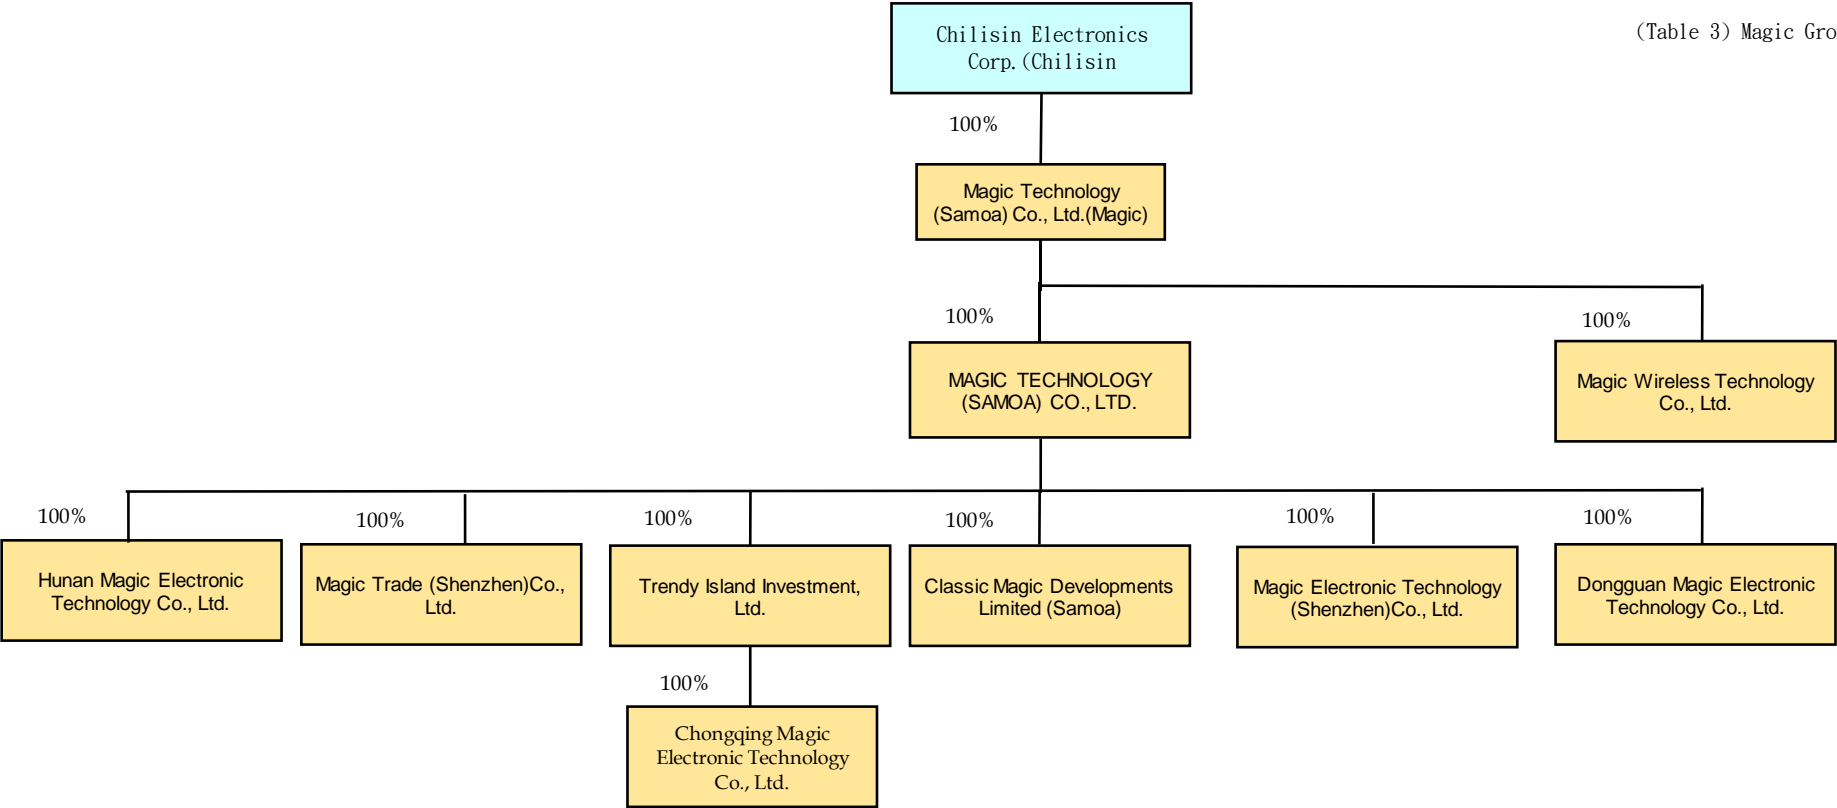 (Table 3) Magic Gro
Chilisin Electronics
Corp.(Chilisin
100%
Magic Technology
(Samoa) Co., Ltd.(Magic)
100%
100%
MAGIC TECHNOLOGY
(SAMOA) CO., LTD.
Magic Wireless Technology
Co., Ltd.
100%
100%
100%
100%
100%
100%
Hunan Magic Electronic
Technology Co., Ltd.
Magic Trade (Shenzhen)Co.,
Ltd.
Trendy Island Investment,
Ltd.
Classic Magic Developments
Limited (Samoa)
Magic Electronic Technology
(Shenzhen)Co., Ltd.
Dongguan Magic Electronic
Technology Co., Ltd.
100%
Chongqing Magic
Electronic Technology
Co., Ltd.